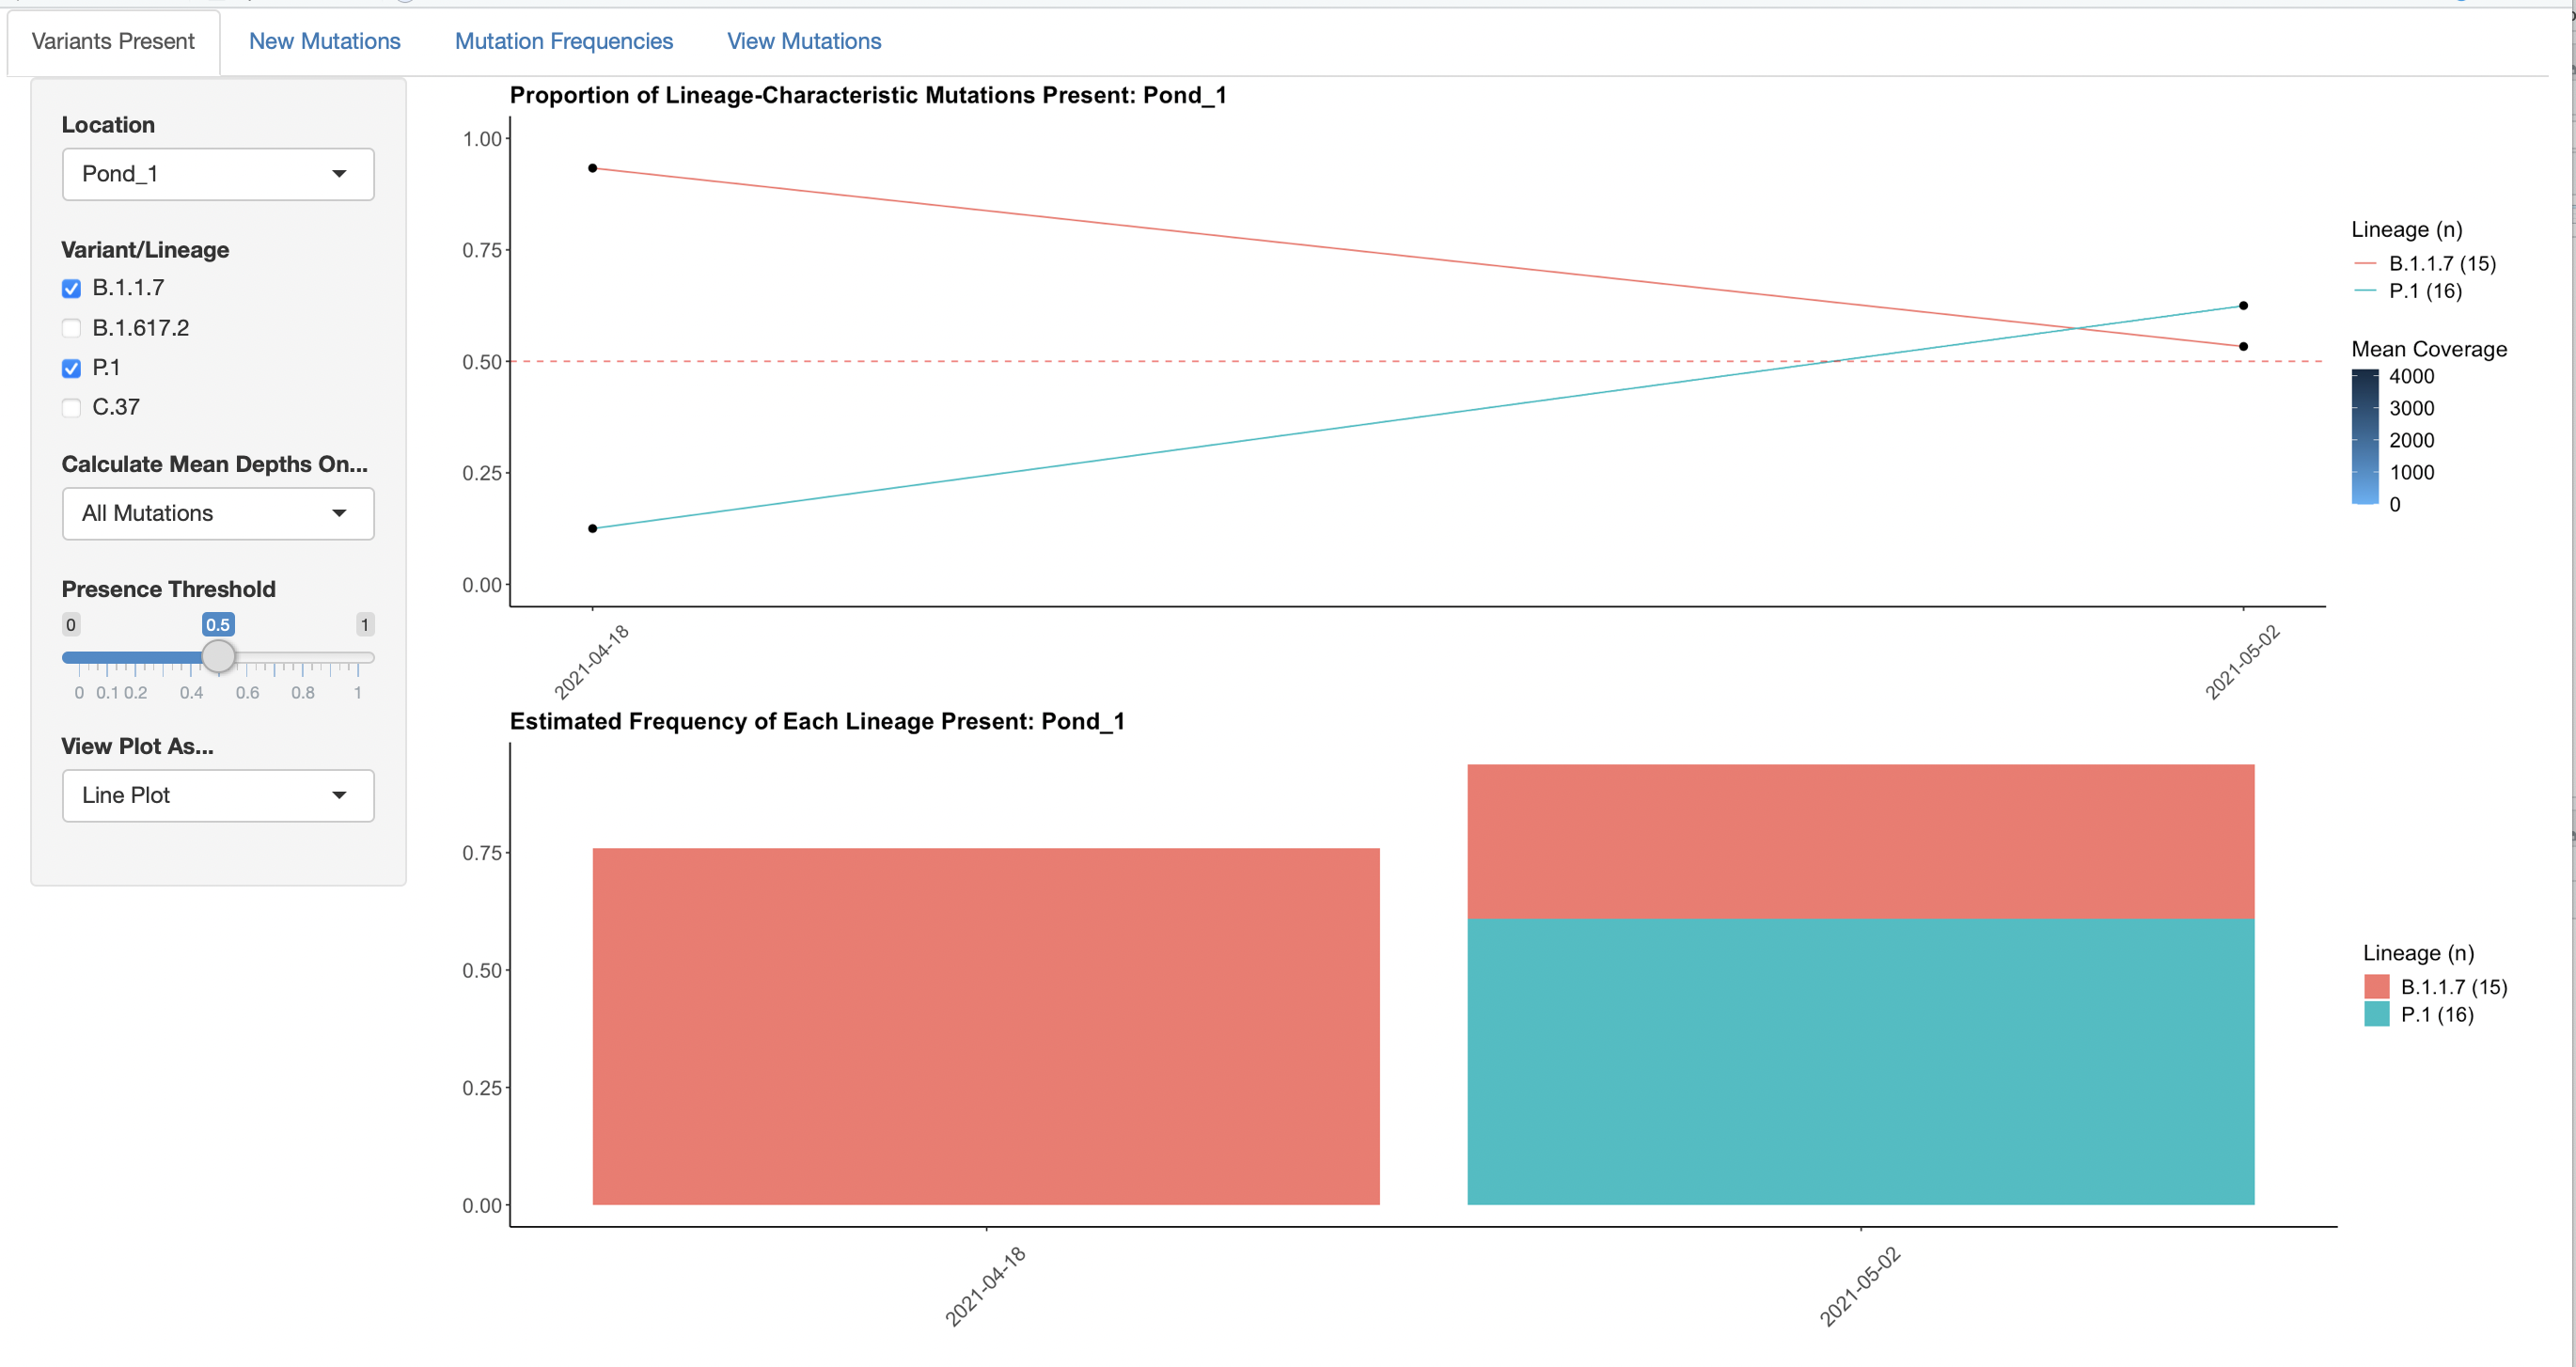 Variants Present New Mutations Mutation Frequencies View Mutations
Location
Pond_1
Variant/Lineage
B.1.1.7
B.1.617.2
P.1
C.37
Calculate Mean Depths On...
All Mutations
Presence Threshold
0 0.5 1
0 0.1 0.2 0.4 0.6 0.8 1
View Plot As...
Line Plot
Proportion of Lineage-Characteristic Mutations Present: Pond_1
1.00
0.75
0.50
0.25
0.00
2021-04-18 2021-05-02
Lineage (n)
B.1.1.7 (15)
P.1 (16)
Mean Coverage
4000
3000
2000
1000
0
Estimated Frequency of Each Lineage Present: Pond_1
0.75
0.50
0.25
0.00
2021-04-18 2021-05-02
Lineage (n)
B.1.1.7 (15)
P.1 (16)